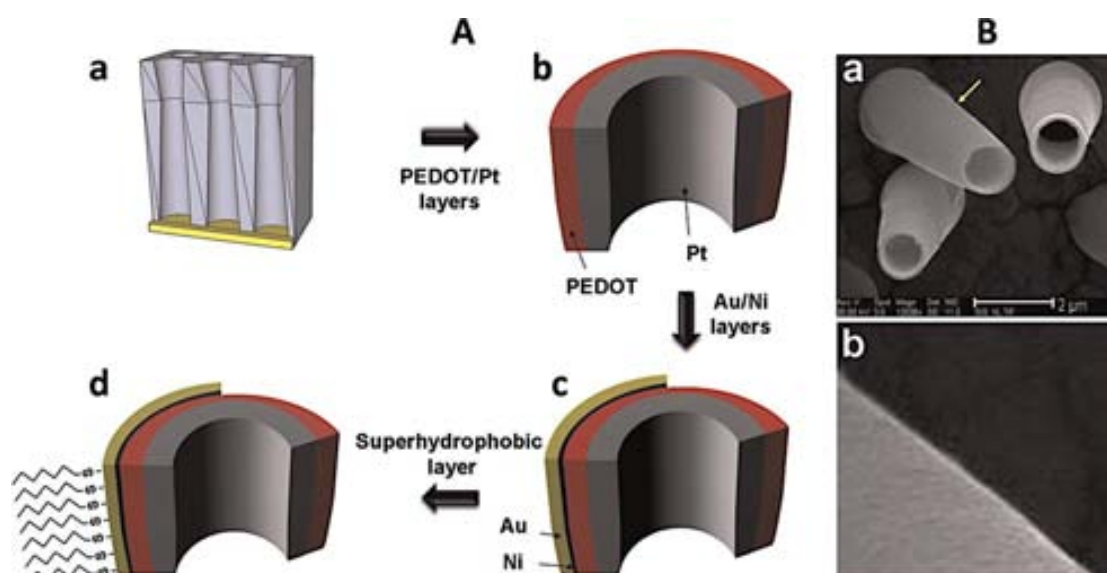 A
B
a
b
a
PEDOT/Pt
layers
Pt
PEDOT
Au/Ni
layers
2 µm
b
d
c
Superhydrophobic
layer
Au
Ni
S
S
S
S
S
S